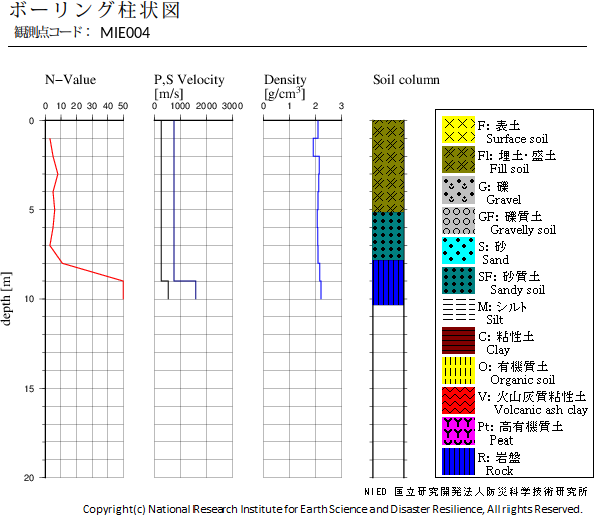 ボーリング柱状図
観測点コード： MIE004
N-Value
P,S Velocity
[m/s]
Density
[g/cm³]
Soil column
0 10 20 30 40 50
0 1000 2000 3000
0 1 2 3
0
5
10
15
20
depth [m]
F: 表土
Surface soil
Fl: 埋土・盛土
Fill soil
G: 礫
Gravel
GF: 礫質土
Gravelly soil
S: 砂
Sand
SF: 砂質土
Sandy soil
M: シルト
Silt
C: 粘性土
Clay
O: 有機質土
Organic soil
V: 火山灰質粘性土
Volcanic ash clay
Pt: 高有機質土
Peat
R: 岩盤
Rock
NIED 国立研究開発法人防災科学技術研究所
Copyright(c) National Research Institute for Earth Science and Disaster Resilience, All rights Reserved.